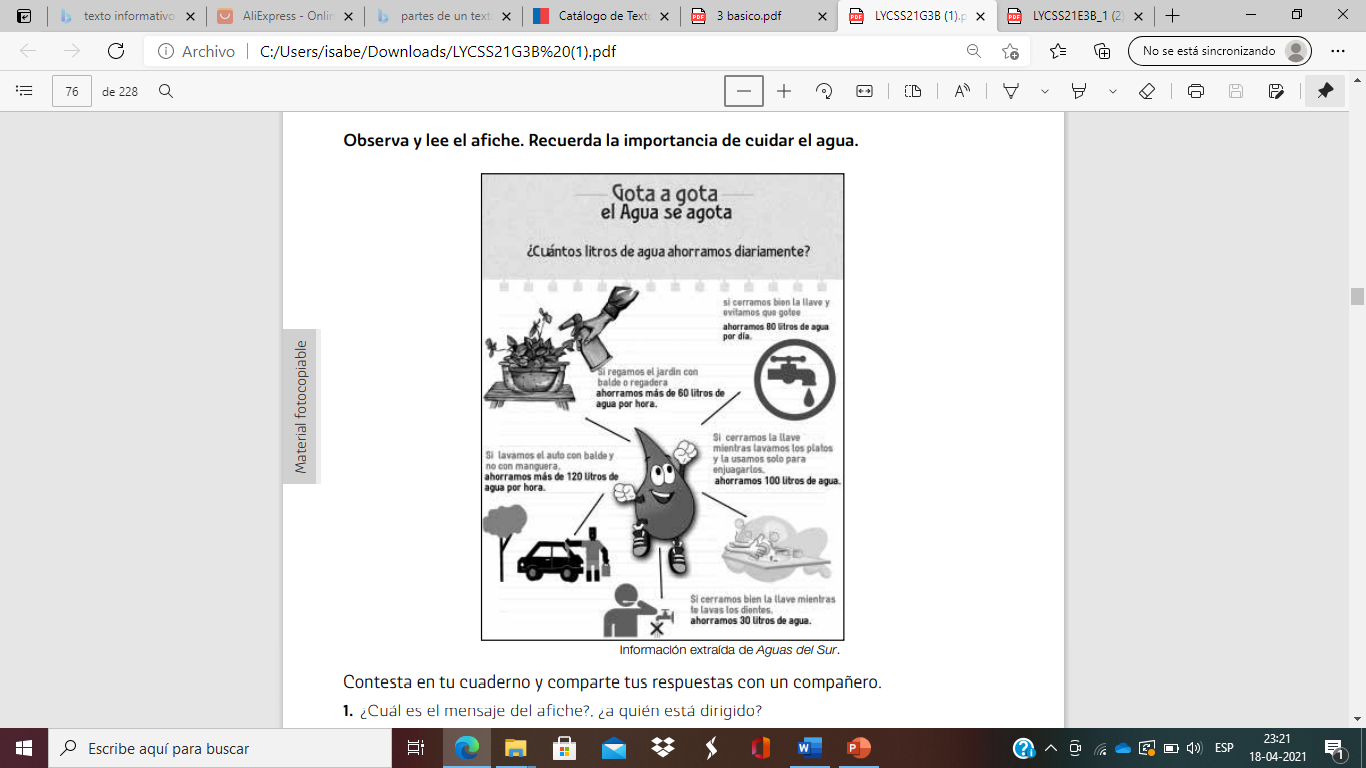 texto informativo
AliExpress - Onlin
partes de un text
Catálogo de Texto
3 basico.pdf
LYCSS21G3B (1).p
LYCSS21E3B_1 (2)
Archivo
C:/Users/isabe/Downloads/LYCSS21G3B%20(1).pdf
No se está sincronizando
76
de 228
Observa y lee el afiche. Recuerda la importancia de cuidar el agua.
Gota a gota
el Agua se agota
¿Cuántos litros de agua ahorramos diariamente?
si cerramos bien la llave y
evitamos que gotee
ahorramos 80 litros de agua
por día.
Si regamos el jardin con
balde o regadera
ahorramos más de 60 litros de
agua por hora.
Si lavamos el auto con balde y
no con manguera,
ahorramos más de 120 litros de
agua por hora.
Si cerramos la llave
mientras lavamos los platos
y la usamos solo para
enjuagarlos,
ahorramos 100 litros de agua.
Si cerramos bien la llave mientras
te lavas los dientes,
ahorramos 30 litros de agua.
Material fotocopiable
Información extraída de Aguas del Sur.
Contesta en tu cuaderno y comparte tus respuestas con un compañero.
1. ¿Cuál es el mensaje del afiche?, ¿a quién está dirigido?
Escribe aquí para buscar
ESP
23:21
18-04-2021
1